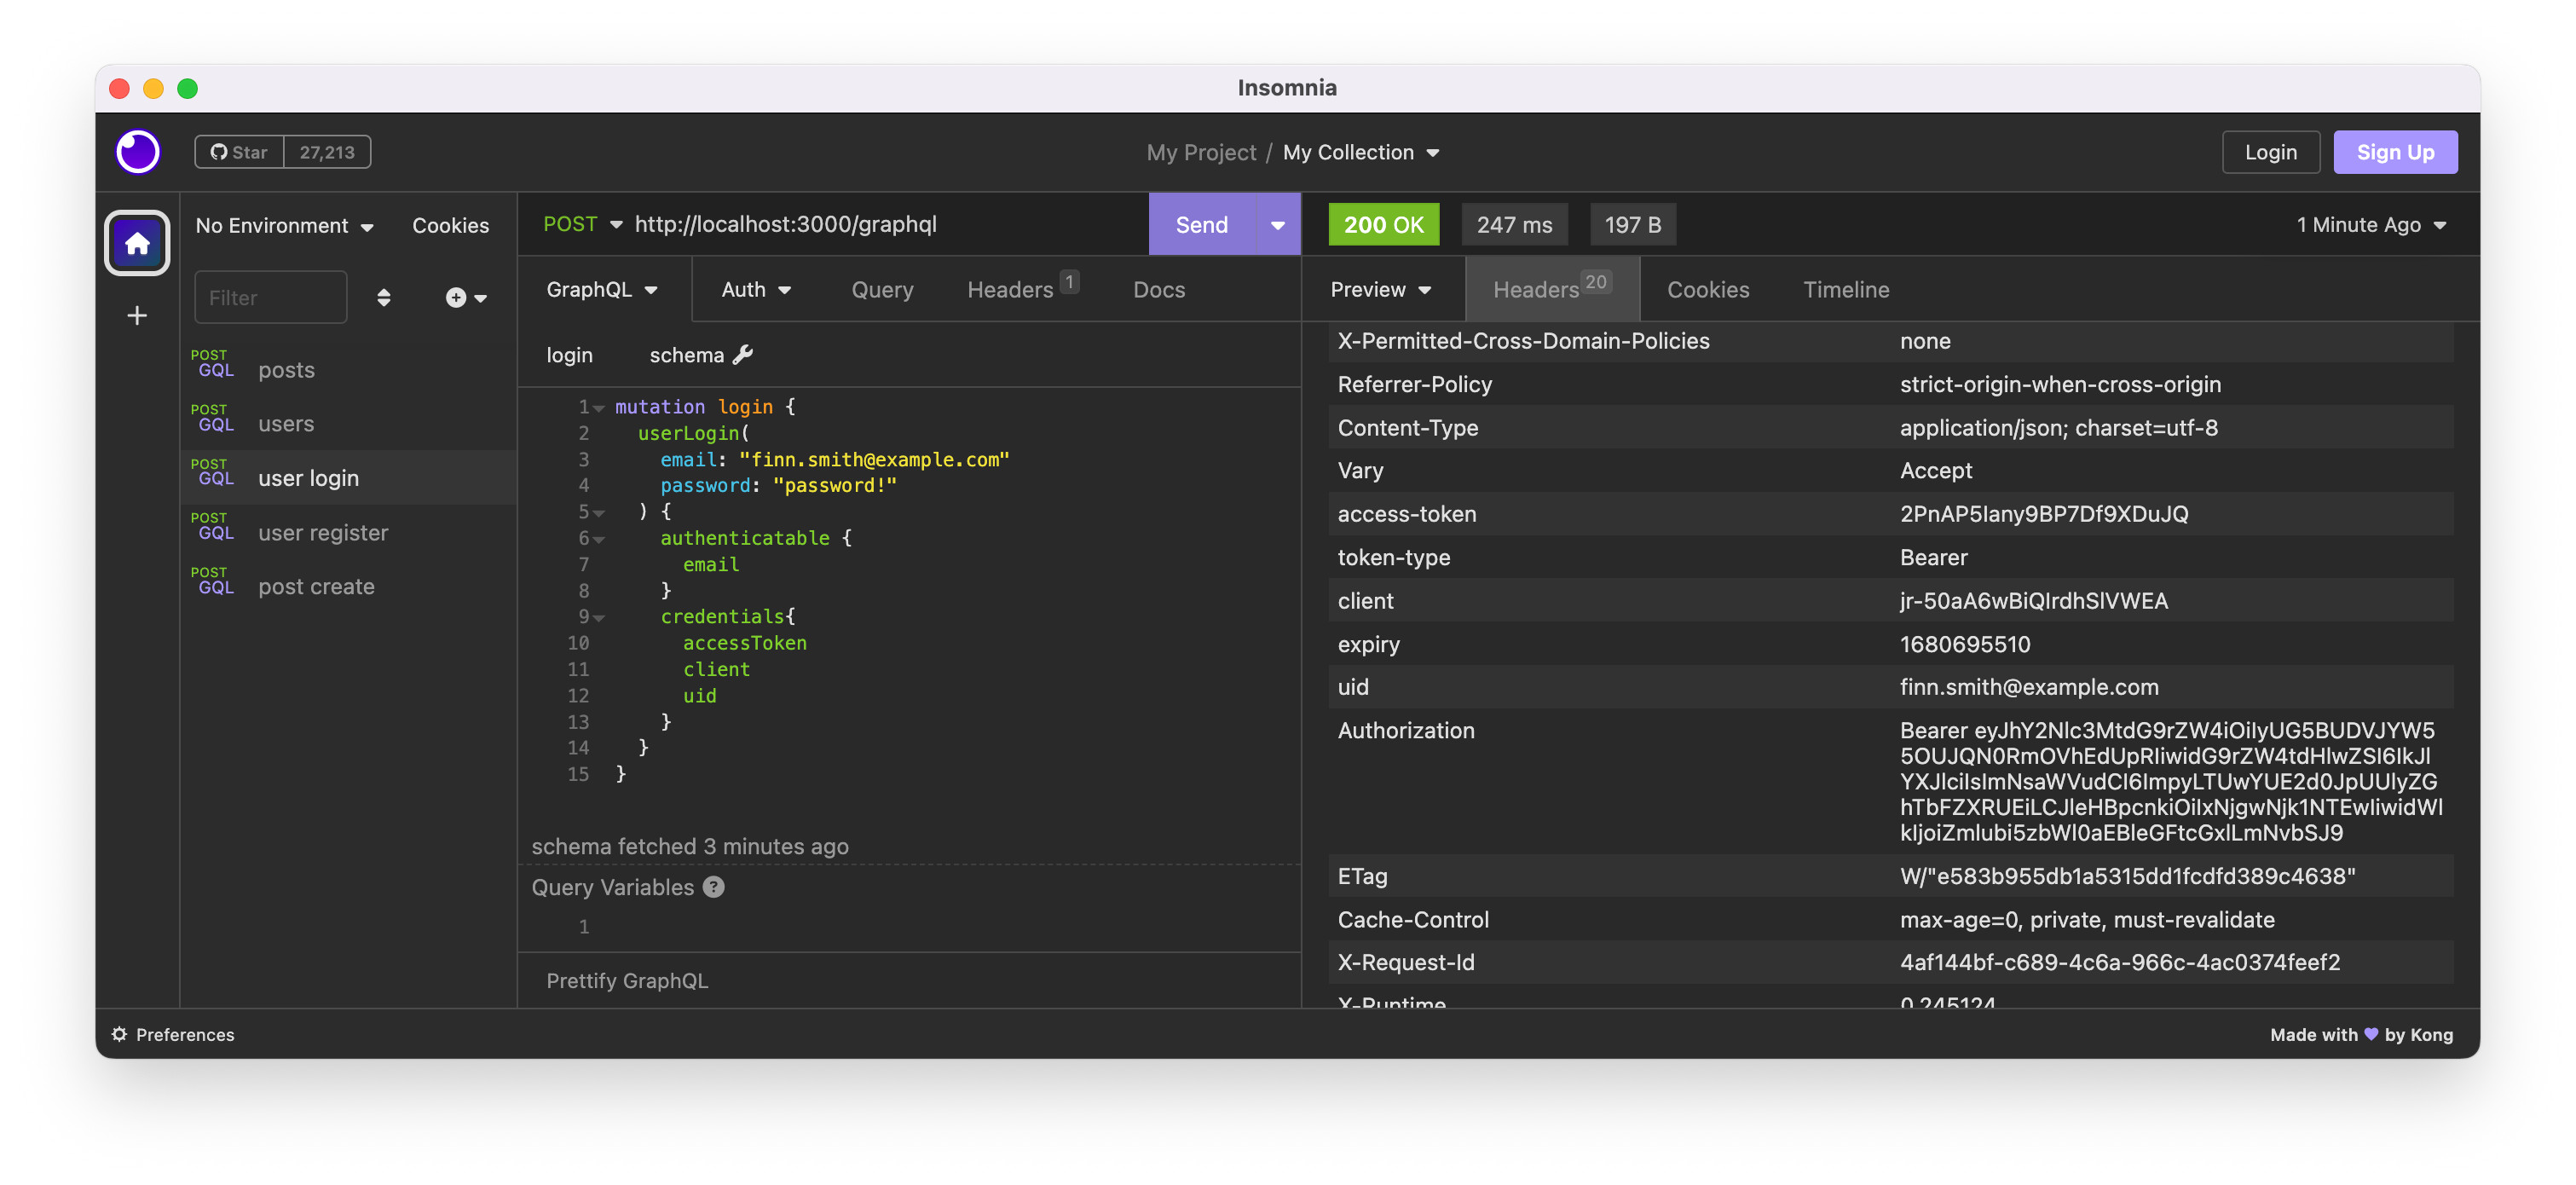 Insomnia
Star 27,213
My Project / My Collection
Login
Sign Up
No Environment
Cookies
Filter
POST GQL posts
POST GQL users
POST GQL user login
POST GQL user register
POST GQL post create
POST http://localhost:3000/graphql
Send
GraphQL
Auth
Query
Headers 1
Docs
login
schema
1 mutation login {
2 userLogin(
3 email: "finn.smith@example.com"
4 password: "password!"
5 ) {
6 authenticatable {
7 email
8 }
9 credentials{
10 accessToken
11 client
12 uid
13 }
14 }
15 }
schema fetched 3 minutes ago
Query Variables ?
1
Prettify GraphQL
200 OK
247 ms
197 B
1 Minute Ago
Preview
Headers 20
Cookies
Timeline
X-Permitted-Cross-Domain-Policies none
Referrer-Policy strict-origin-when-cross-origin
Content-Type application/json; charset=utf-8
Vary Accept
access-token 2PnAP5Iany9BP7Df9XDuJQ
token-type Bearer
client jr-50aA6wBiQIrdhSlVWEA
expiry 1680695510
uid finn.smith@example.com
Authorization Bearer eyJhY2Nlc3MtdG9rZW4iOiIyUG5BUDVJYW5
5OUJQN0RmOVhEdUpRIiwidG9rZW4tdHlwZSI6IkJl
YXJlciIsImNsaWVudCI6ImpyLTUwYUE2d0JpUUlyZG
hTbFZXRUEiLCJleHBpcnkiOiIxNjgwNjk1NTEwIiwidWl
kIjoiZmlubi5zbWl0aEBleGFtcGxlLmNvbSJ9
ETag W/"e583b955db1a5315dd1fcdfd389c4638"
Cache-Control max-age=0, private, must-revalidate
X-Request-Id 4af144bf-c689-4c6a-966c-4ac0374feef2
X-Runtime 0.245124
Preferences
Made with by Kong